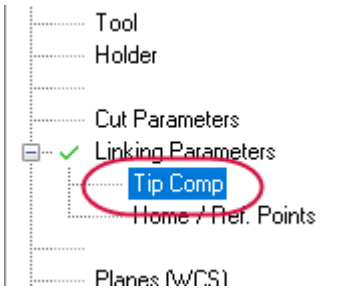 Tool
Holder
Cut Parameters
Linking Parameters
Tip Comp
Home / Ref. Points
Planes (WCS)